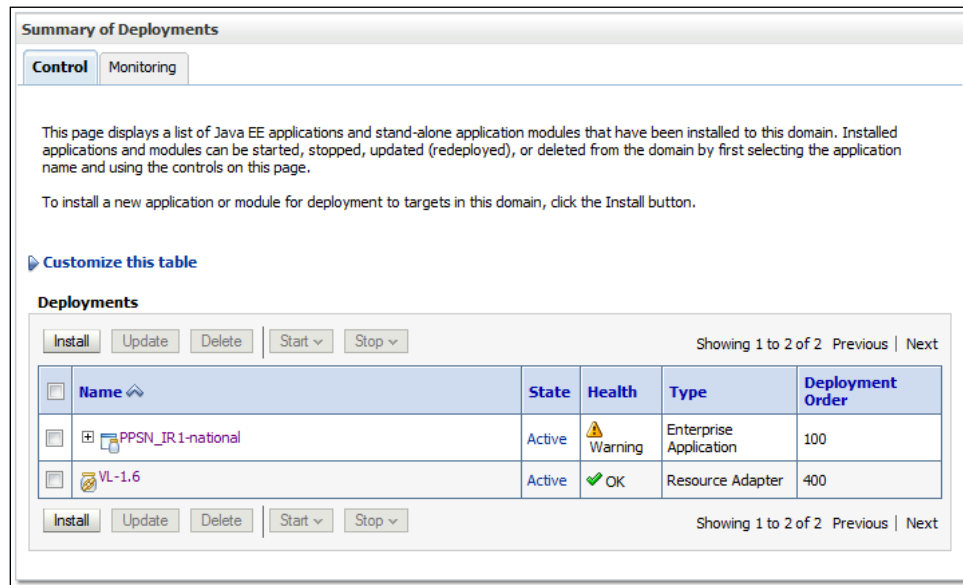 Summary of Deployments
Control Monitoring
This page displays a list of Java EE applications and stand-alone application modules that have been installed to this domain. Installed
applications and modules can be started, stopped, updated (redeployed), or deleted from the domain by first selecting the application
name and using the controls on this page.
To install a new application or module for deployment to targets in this domain, click the Install button.
Customize this table
Deployments
Install Update Delete Start Stop Showing 1 to 2 of 2 Previous | Next
Name State Health Type Deployment Order
PPSN_IR1-national Active Warning Enterprise Application 100
VL-1.6 Active OK Resource Adapter 400
Install Update Delete Start Stop Showing 1 to 2 of 2 Previous | Next